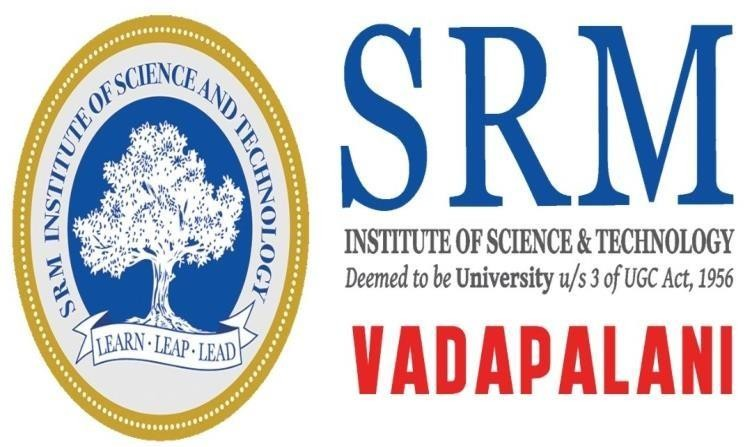 SRM INSTITUTE OF SCIENCE AND TECHNOLOGY
LEARN · LEAP · LEAD
SRM
INSTITUTE OF SCIENCE & TECHNOLOGY
Deemed to be University u/s 3 of UGC Act, 1956
VADAPALANI